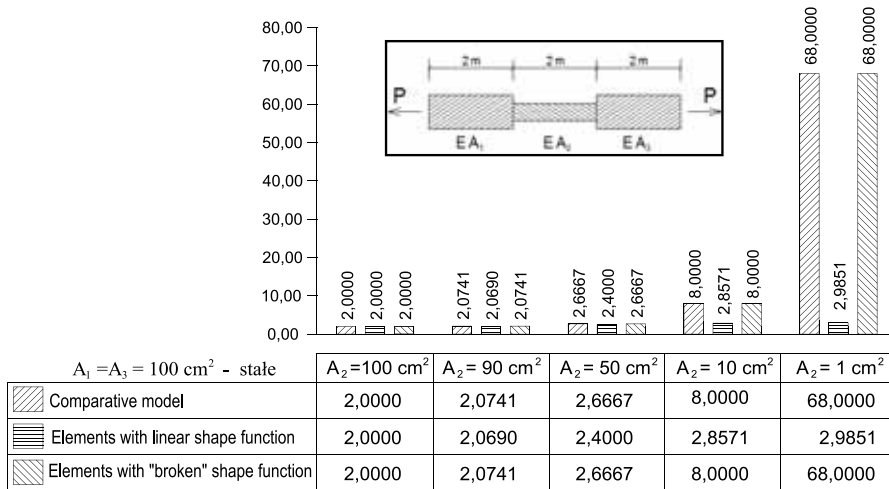 80,00
70,00
60,00
50,00
40,00
30,00
20,00
10,00
0,00
2m 2m 2m
P P
EA₁ EA₂ EA₃
2,0000 2,0000 2,0000
2,0741 2,0690 2,0741
2,6667 2,4000 2,6667
8,0000 2,8571 8,0000
68,0000 2,9851 68,0000
A₁ =A₃ = 100 cm² - stałe A₂=100 cm² A₂=90 cm² A₂=50 cm² A₂=10 cm² A₂=1 cm²
Comparative model 2,0000 2,0741 2,6667 8,0000 68,0000
Elements with linear shape function 2,0000 2,0690 2,4000 2,8571 2,9851
Elements with "broken" shape function 2,0000 2,0741 2,6667 8,0000 68,0000